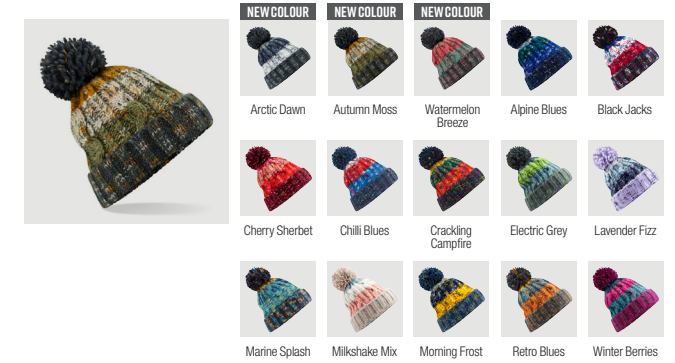 NEW COLOUR NEW COLOUR NEW COLOUR
Arctic Dawn Autumn Moss Watermelon Breeze Alpine Blues Black Jacks
Cherry Sherbet Chilli Blues Crackling Campfire Electric Grey Lavender Fizz
Marine Splash Milkshake Mix Morning Frost Retro Blues Winter Berries